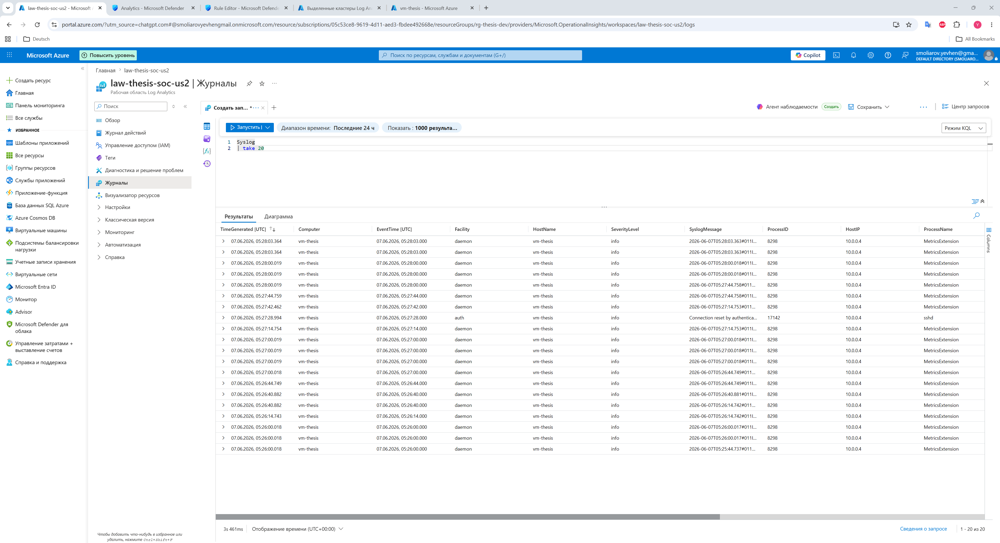 law-thesis-soc-us2 - Microsoft A
Analytics - Microsoft Defender
Rule Editor - Microsoft Defende
Выделенные кластеры Log An
vm-thesis - Microsoft Azure
portal.azure.com/?utm_source=chatgpt.com#@smoliarovyevhengmail.onmicrosoft.com/resource/subscriptions/05c53ce8-9619-4d11-aed3-fbdee492668e/resourceGroups/rg-thesis-dev/providers/Microsoft.OperationalInsights/workspaces/law-thesis-soc-us2/logs
ABP
Y
Deutsch
All Bookmarks
Microsoft Azure
Повысить уровень
Поиск по ресурсам, службам и документам (G+/)
Copilot
smoliarov.yevhen@gma...
DEFAULT DIRECTORY (SMOLIARO...
Создать ресурс
Главная
Панель мониторинга
Все службы
ИЗБРАННОЕ
Шаблоны приложений
Все ресурсы
Группы ресурсов
Службы приложений
Приложение-функция
База данных SQL Azure
Azure Cosmos DB
Виртуальные машины
Подсистемы балансировки
нагрузки
Учетные записи хранения
Виртуальные сети
Microsoft Entra ID
Монитор
Advisor
Microsoft Defender для
облака
Управление затратами +
выставление счетов
Справка и поддержка
Главная > law-thesis-soc-us2
law-thesis-soc-us2 | Журналы
Рабочая область Log Analytics
Поиск
Обзор
Журнал действий
Управление доступом (IAM)
Теги
Диагностика и решение проблем
Журналы
Визуализатор ресурсов
Настройки
Классическая версия
Мониторинг
Автоматизация
Справка
Чтобы добавить что-нибудь в избранное или
удалить, нажмите Ctrl+Shift+F
Создать зап... *
Агент наблюдаемости Создать Сохранить Центр запросов
Запустить Диапазон времени: Последние 24 ч Показать : 1000 результа... Режим KQL
1 Syslog
2 | take 20
Результаты Диаграмма
TimeGenerated [UTC] Computer EventTime [UTC] Facility HostName SeverityLevel SyslogMessage ProcessID HostIP ProcessName
07.06.2026, 05:28:03.364 vm-thesis 07.06.2026, 05:28:03.000 daemon vm-thesis info 2026-06-07T05:28:03.363#011I... 8298 10.0.0.4 MetricsExtension
07.06.2026, 05:28:03.364 vm-thesis 07.06.2026, 05:28:03.000 daemon vm-thesis info 2026-06-07T05:28:03.363#011I... 8298 10.0.0.4 MetricsExtension
07.06.2026, 05:28:00.019 vm-thesis 07.06.2026, 05:28:00.000 daemon vm-thesis info 2026-06-07T05:28:00.018#011I... 8298 10.0.0.4 MetricsExtension
07.06.2026, 05:28:00.019 vm-thesis 07.06.2026, 05:28:00.000 daemon vm-thesis info 2026-06-07T05:28:00.018#011I... 8298 10.0.0.4 MetricsExtension
07.06.2026, 05:28:00.019 vm-thesis 07.06.2026, 05:28:00.000 daemon vm-thesis info 2026-06-07T05:27:44.758#011... 8298 10.0.0.4 MetricsExtension
07.06.2026, 05:27:44.759 vm-thesis 07.06.2026, 05:27:44.000 daemon vm-thesis info 2026-06-07T05:27:44.758#011... 8298 10.0.0.4 MetricsExtension
07.06.2026, 05:27:42.462 vm-thesis 07.06.2026, 05:27:42.000 daemon vm-thesis info 2026-06-07T05:27:14.753#011... 8298 10.0.0.4 MetricsExtension
07.06.2026, 05:27:28.994 vm-thesis 07.06.2026, 05:27:28.000 auth vm-thesis info Connection reset by authentica... 17142 10.0.0.4 sshd
07.06.2026, 05:27:14.754 vm-thesis 07.06.2026, 05:27:14.000 daemon vm-thesis info 2026-06-07T05:27:14.753#011I... 8298 10.0.0.4 MetricsExtension
07.06.2026, 05:27:00.019 vm-thesis 07.06.2026, 05:27:00.000 daemon vm-thesis info 2026-06-07T05:27:00.018#011I... 8298 10.0.0.4 MetricsExtension
07.06.2026, 05:27:00.019 vm-thesis 07.06.2026, 05:27:00.000 daemon vm-thesis info 2026-06-07T05:27:00.018#011I... 8298 10.0.0.4 MetricsExtension
07.06.2026, 05:27:00.019 vm-thesis 07.06.2026, 05:27:00.000 daemon vm-thesis info 2026-06-07T05:27:00.018#011I... 8298 10.0.0.4 MetricsExtension
07.06.2026, 05:27:00.018 vm-thesis 07.06.2026, 05:27:00.000 daemon vm-thesis info 2026-06-07T05:26:44.749#011... 8298 10.0.0.4 MetricsExtension
07.06.2026, 05:26:44.749 vm-thesis 07.06.2026, 05:26:44.000 daemon vm-thesis info 2026-06-07T05:26:44.749#011I... 8298 10.0.0.4 MetricsExtension
07.06.2026, 05:26:40.882 vm-thesis 07.06.2026, 05:26:40.000 daemon vm-thesis info 2026-06-07T05:26:40.881#011I... 8298 10.0.0.4 MetricsExtension
07.06.2026, 05:26:40.882 vm-thesis 07.06.2026, 05:26:40.000 daemon vm-thesis info 2026-06-07T05:26:14.742#011... 8298 10.0.0.4 MetricsExtension
07.06.2026, 05:26:14.743 vm-thesis 07.06.2026, 05:26:14.000 daemon vm-thesis info 2026-06-07T05:26:14.742#011I... 8298 10.0.0.4 MetricsExtension
07.06.2026, 05:26:00.018 vm-thesis 07.06.2026, 05:26:00.000 daemon vm-thesis info 2026-06-07T05:26:00.017#011I... 8298 10.0.0.4 MetricsExtension
07.06.2026, 05:26:00.018 vm-thesis 07.06.2026, 05:26:00.000 daemon vm-thesis info 2026-06-07T05:26:00.017#011I... 8298 10.0.0.4 MetricsExtension
07.06.2026, 05:26:00.018 vm-thesis 07.06.2026, 05:26:00.000 daemon vm-thesis info 2026-06-07T05:25:44.737#011... 8298 10.0.0.4 MetricsExtension
Columns
3s 461ms Отображение времени (UTC+00:00) Сведения о запросе 1 - 20 из 20